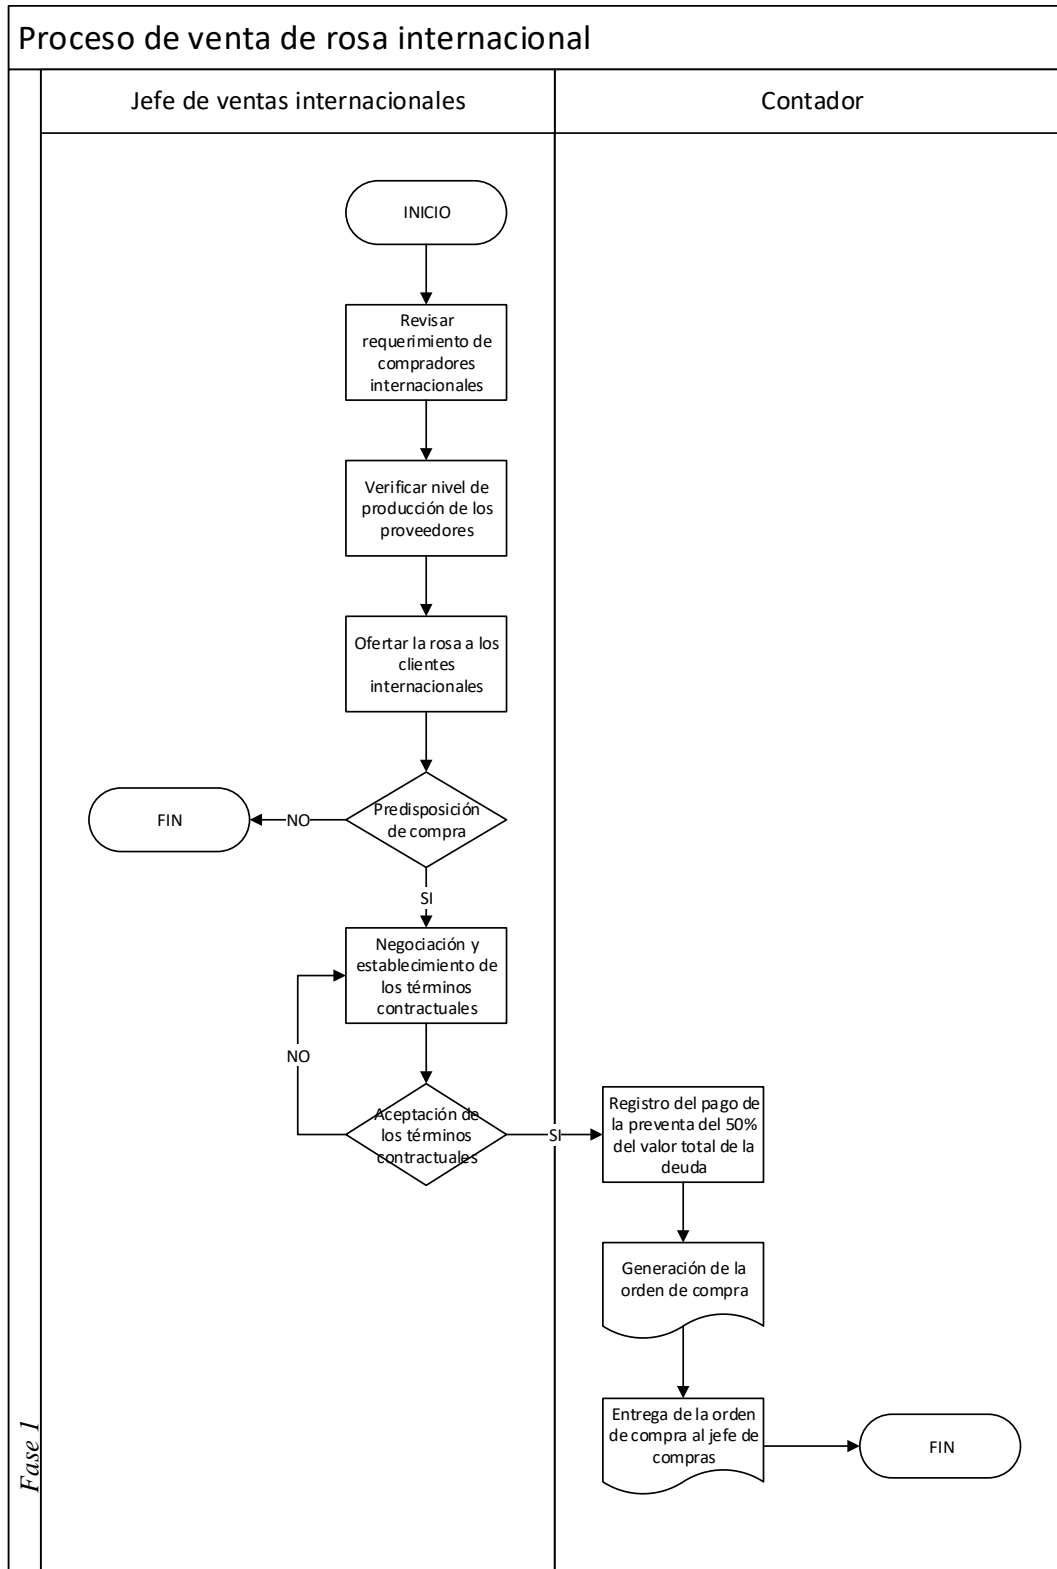 Proceso de venta de rosa internacional
Jefe de ventas internacionales
Contador
INICIO
Revisar
requerimiento de
compradores
internacionales
Verificar nivel de
producción de los
proveedores
Ofertar la rosa a los
clientes
internacionales
Predisposición
de compra
NO
FIN
SI
Negociación y
establecimiento de
los términos
contractuales
NO
Aceptación de
los términos
contractuales
SI
Registro del pago de
la preventa del 50%
del valor total de la
deuda
Generación de la
orden de compra
Entrega de la orden
de compra al jefe de
compras
FIN
Fase 1